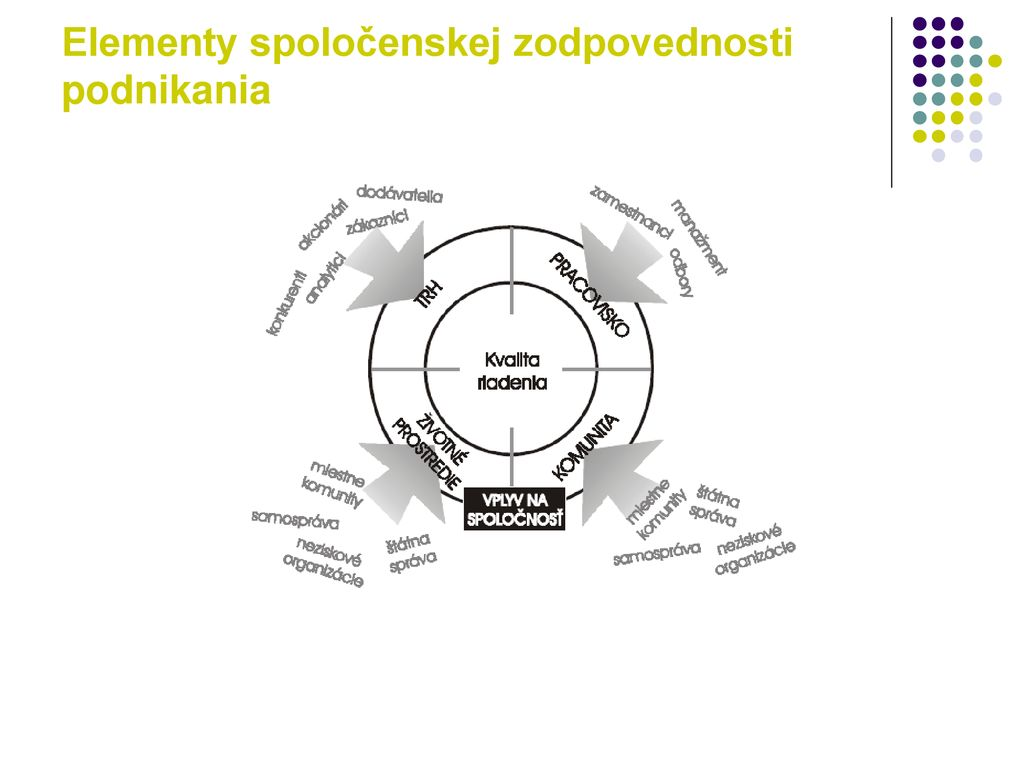 Elementy spoločenskej zodpovednosti
podnikania
dodávatelia
akcionári
zákazníci
analytici
konkurenti
zamestnanci
manažment
odbory
TRH
PRACOVISKO
Kvalita
riadenia
ŽIVOTNÉ
PROSTREDIE
KOMUNITA
VPLYV NA
SPOLOČNOSŤ
miestne
komunity
samospráva
neziskové
organizácie
štátna
správa
miestne
komunity
štátna
správa
samospráva
neziskové
organizácie